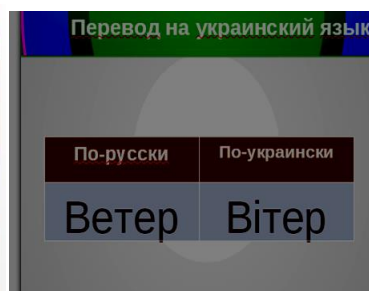 Перевод на украинский язык
По-русски По-украински
Ветер Вітер